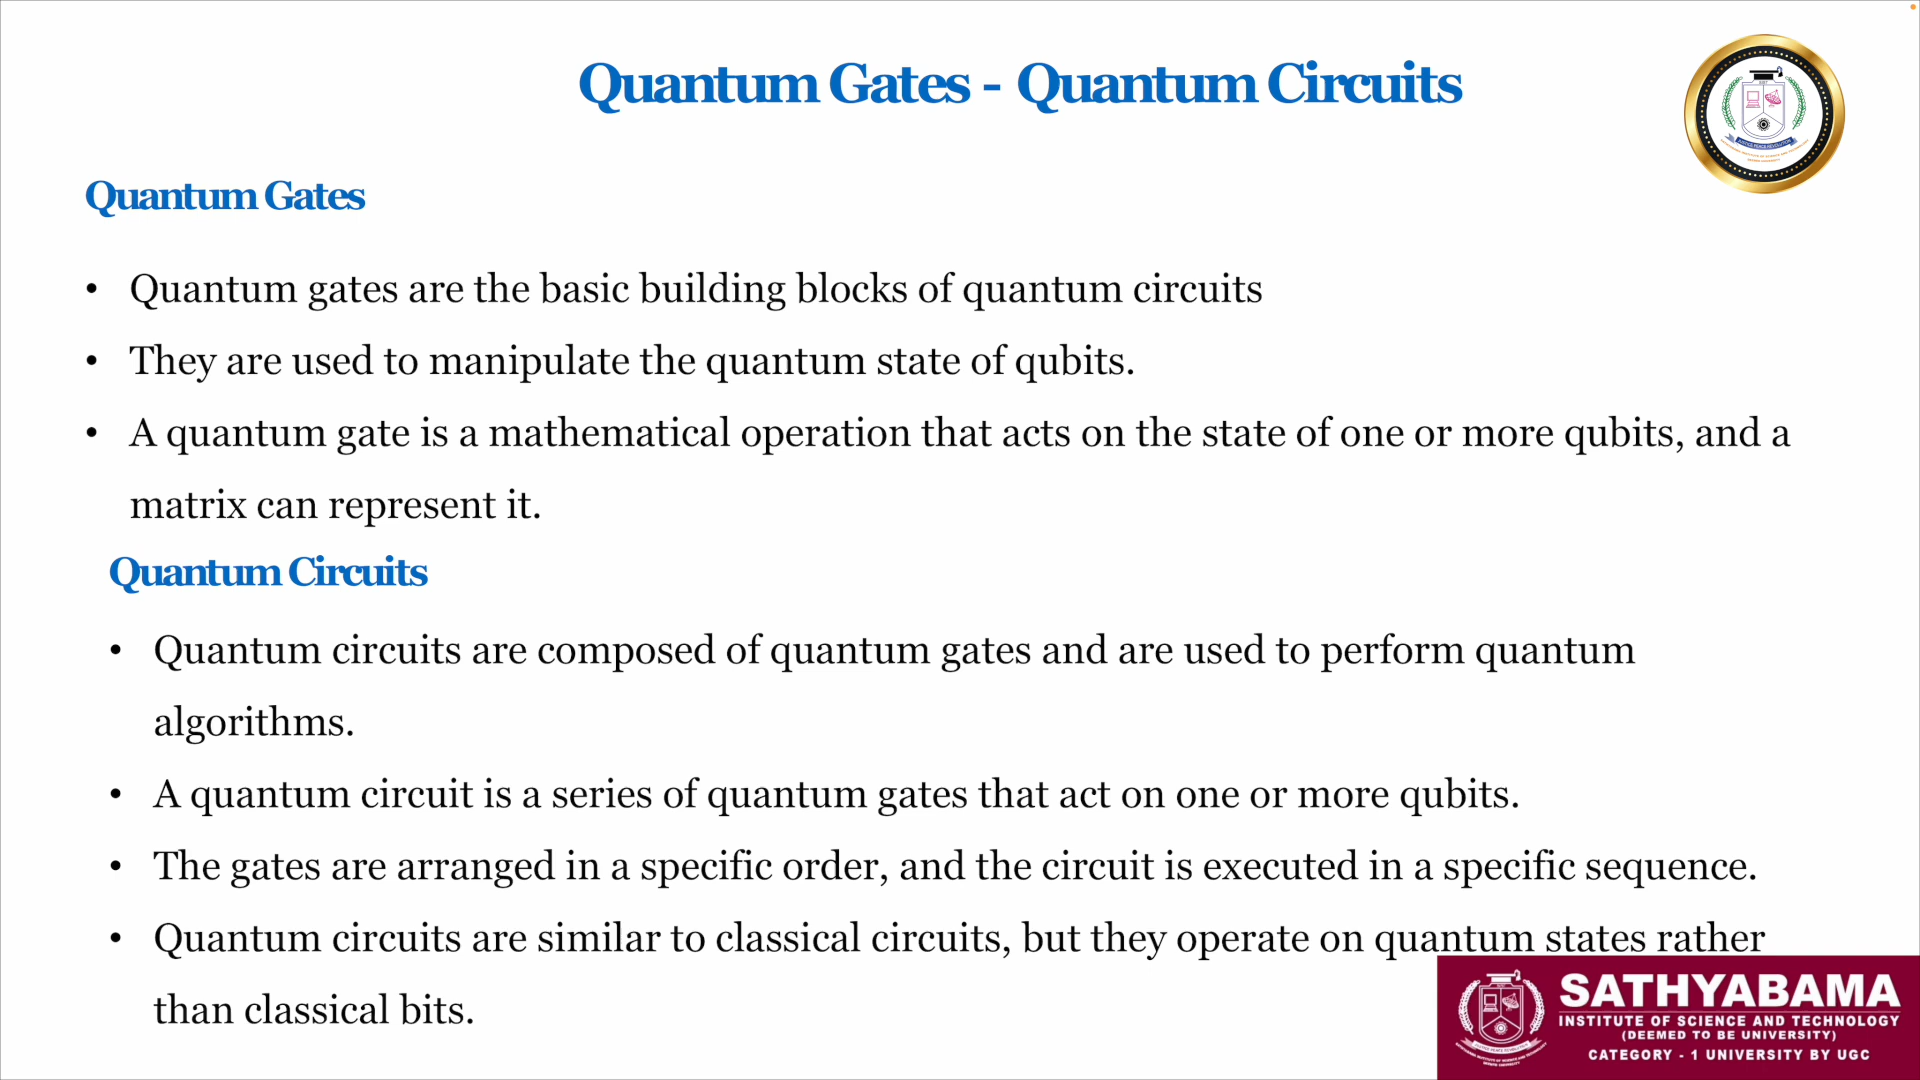 Quantum Gates - Quantum Circuits
Quantum Gates
• Quantum gates are the basic building blocks of quantum circuits
• They are used to manipulate the quantum state of qubits.
• A quantum gate is a mathematical operation that acts on the state of one or more qubits, and a
matrix can represent it.
Quantum Circuits
• Quantum circuits are composed of quantum gates and are used to perform quantum
algorithms.
• A quantum circuit is a series of quantum gates that act on one or more qubits.
• The gates are arranged in a specific order, and the circuit is executed in a specific sequence.
• Quantum circuits are similar to classical circuits, but they operate on quantum states rather
than classical bits.
SATHYABAMA
INSTITUTE OF SCIENCE AND TECHNOLOGY
(DEEMED TO BE UNIVERSITY)
CATEGORY - 1 UNIVERSITY BY UGC